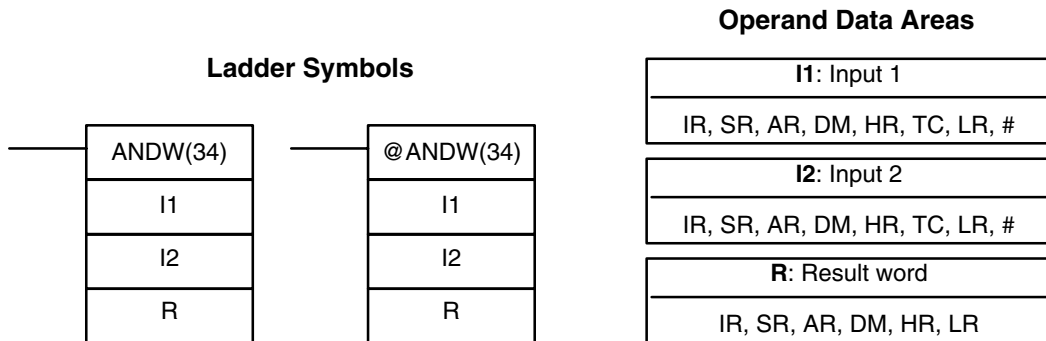 Operand Data Areas
Ladder Symbols
I1: Input 1
IR, SR, AR, DM, HR, TC, LR, #
ANDW(34)
I1
I2
R
@ANDW(34)
I1
I2
R
I2: Input 2
IR, SR, AR, DM, HR, TC, LR, #
R: Result word
IR, SR, AR, DM, HR, LR